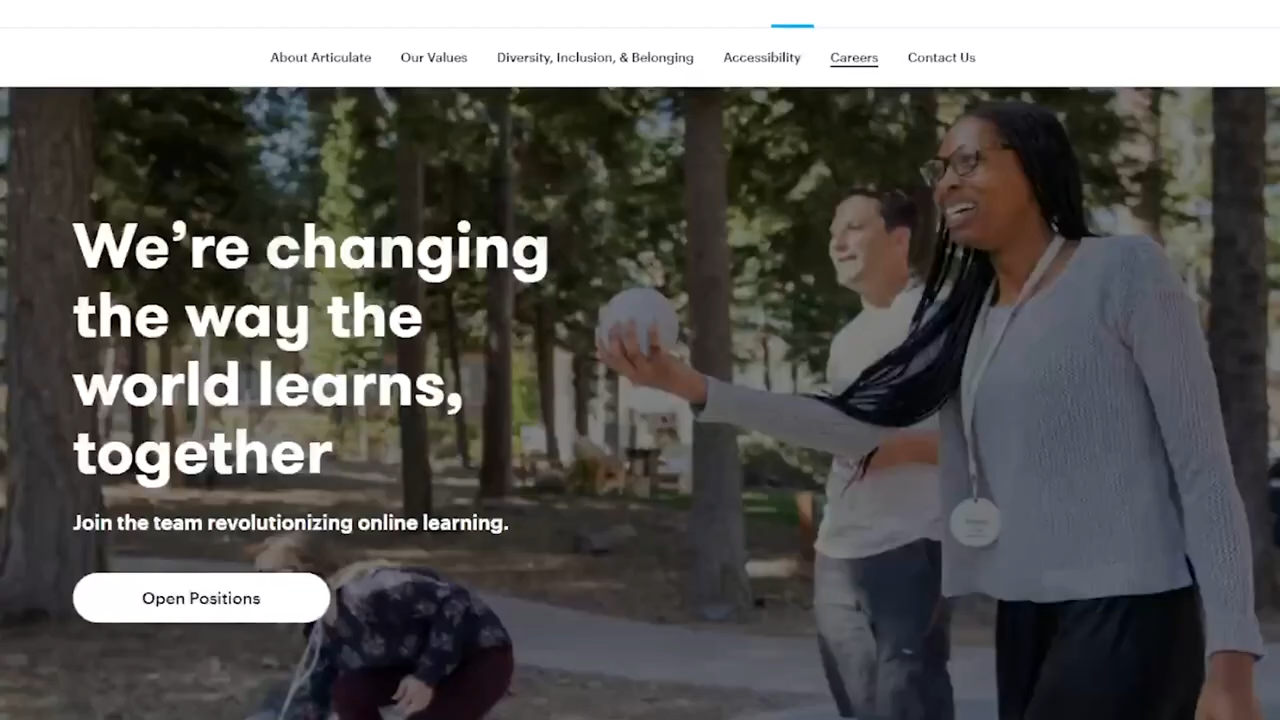 About Articulate Our Values Diversity, Inclusion, & Belonging Accessibility Careers Contact Us
We’re changing
the way the
world learns,
together
Join the team revolutionizing online learning.
Open Positions